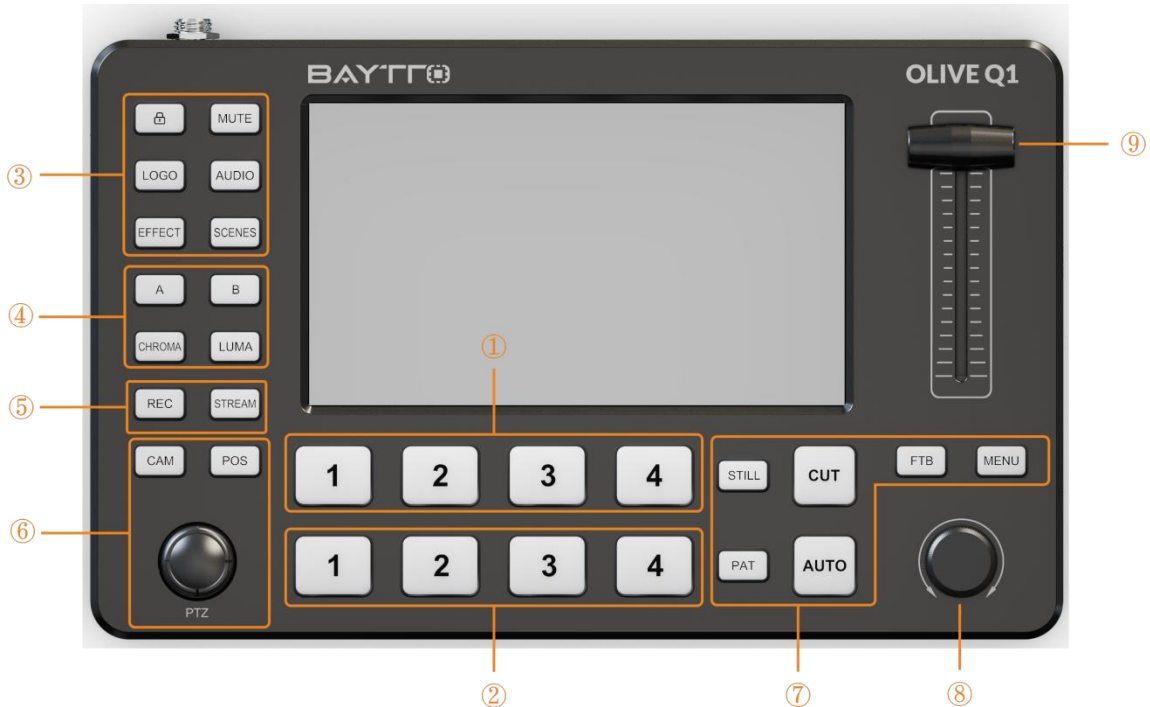 BAYTTO
OLIVE Q1
MUTE
③
LOGO
AUDIO
⑨
EFFECT
SCENES
④
A
B
CHROMA
LUMA
①
⑤
REC
STREAM
⑥
CAM
POS
PTZ
1
2
3
4
STILL
CUT
FTB
MENU
1
2
3
4
PAT
AUTO
②
⑦
⑧